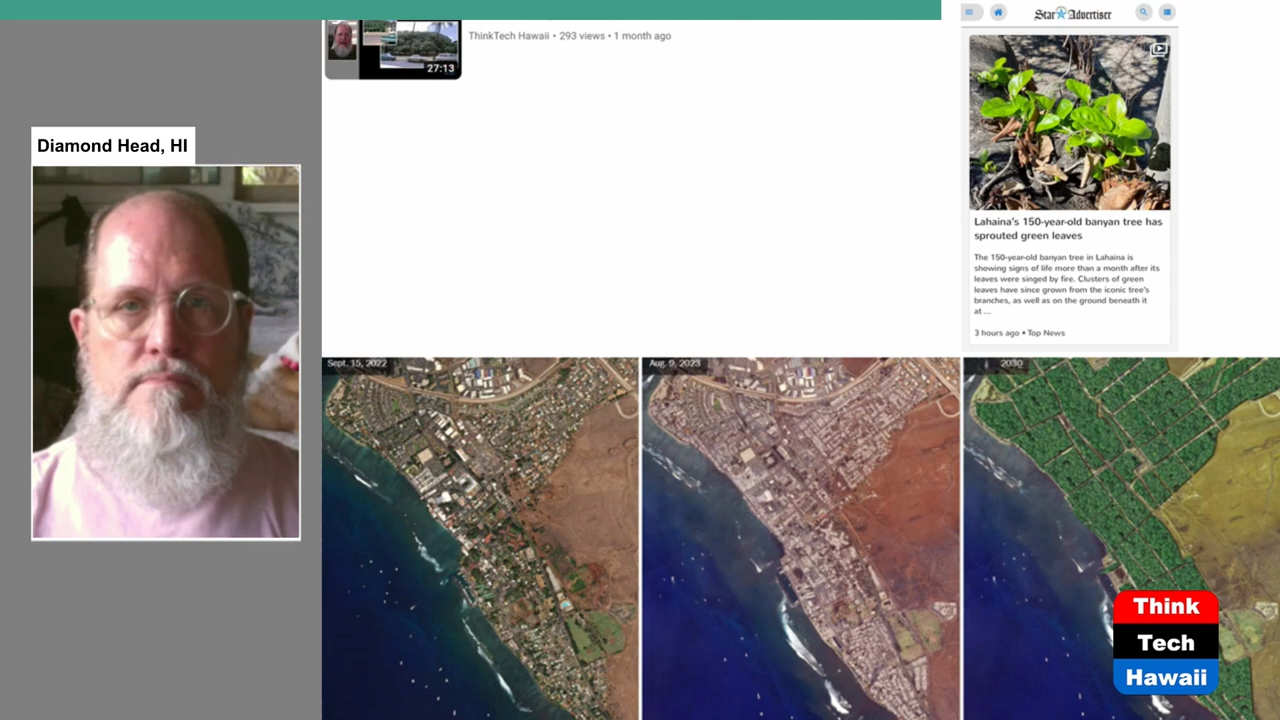 Diamond Head, HI
27:13
ThinkTech Hawaii • 293 views • 1 month ago
Star Advertiser
Lahaina's 150-year-old banyan tree has
sprouted green leaves
The 150-year-old banyan tree in Lahaina is
showing signs of life more than a month after its
leaves were singed by fire. Clusters of green
leaves have since grown from the iconic tree's
branches, as well as on the ground beneath it
at ...
3 hours ago • Top News
Sept. 15, 2022
Aug. 9, 2023
2030
Think
Tech
Hawaii